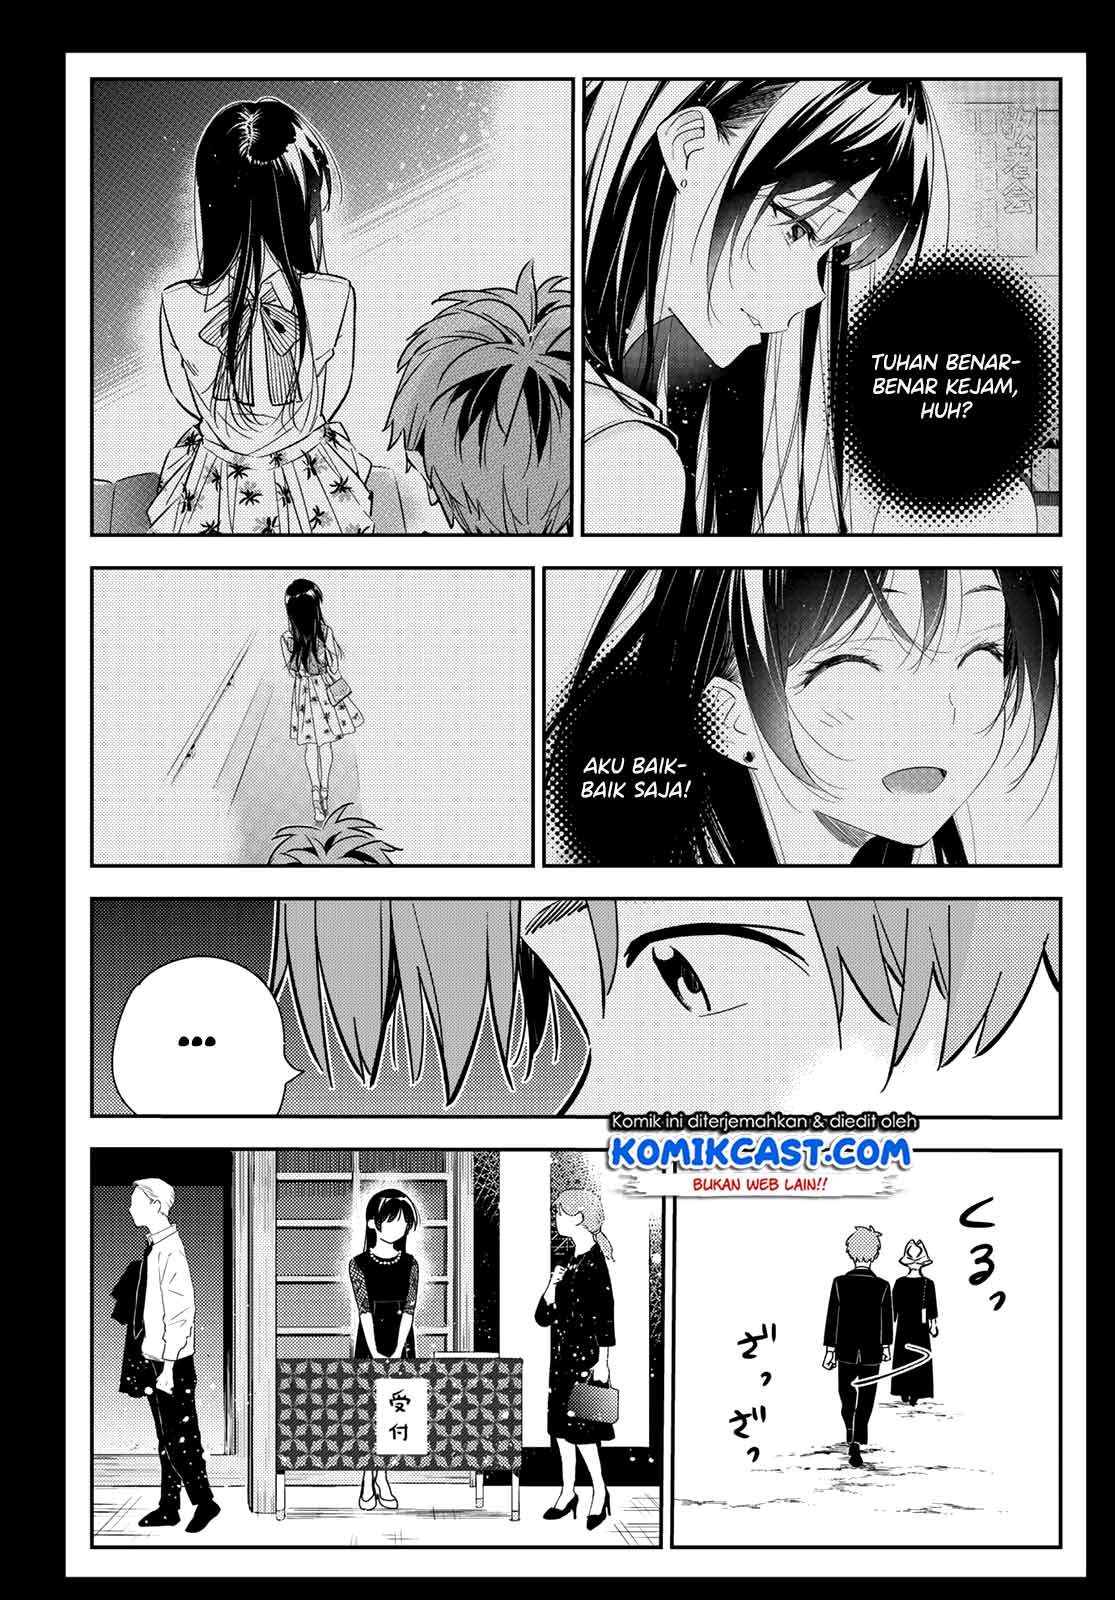 TUHAN BENAR-
BENAR KEJAM,
HUH?
AKU BAIK-
BAIK SAJA!
...
Komik ini diterjemahkan & diedit oleh
KOMIKCAST.COM
BUKAN WEB LAIN!!
くるっ
ざっ
ざっ
受付